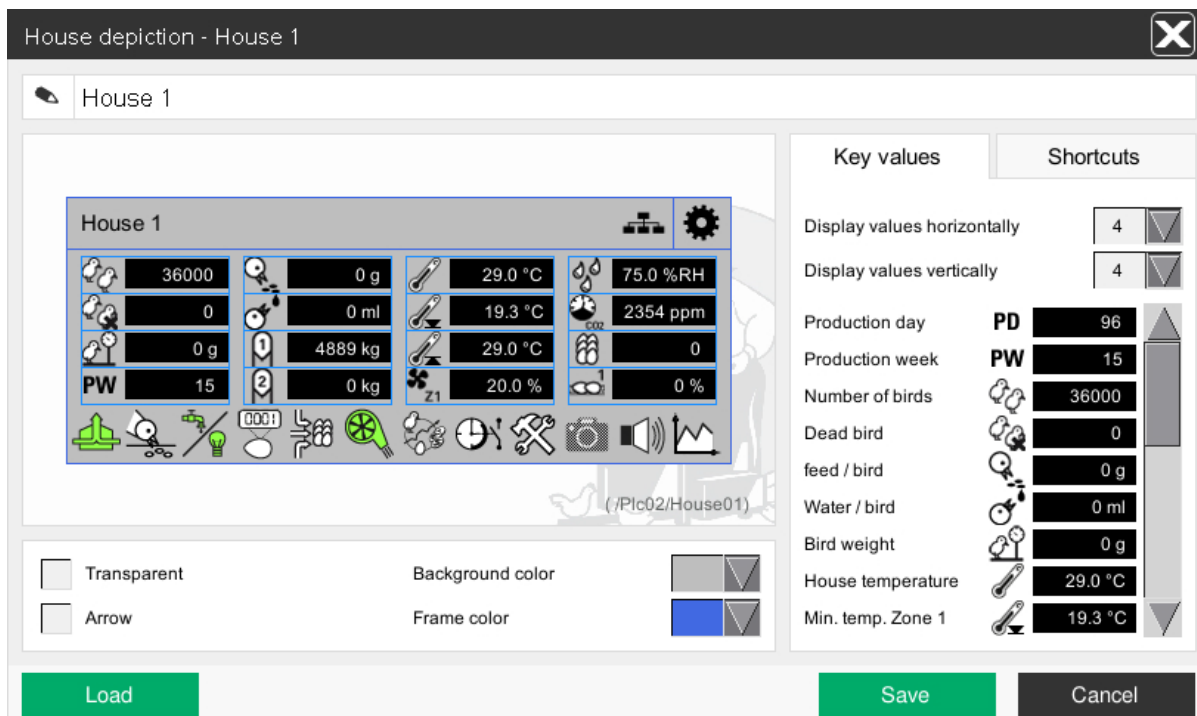 House depiction - House 1
House 1
Key values
Shortcuts
House 1
36000
0 g
29.0 °C
75.0 %RH
0
0 ml
19.3 °C
CO2
2354 ppm
0 g
1
4889 kg
29.0 °C
0
PW
15
2
0 kg
Z1
20.0 %
1
0 %
0001
( /Plc02/House01)
Display values horizontally
4
Display values vertically
4
Production day
PD
96
Production week
PW
15
Number of birds
36000
Dead bird
0
feed / bird
0 g
Water / bird
0 ml
Bird weight
0 g
House temperature
29.0 °C
Min. temp. Zone 1
19.3 °C
Transparent
Background color
Arrow
Frame color
Load
Save
Cancel